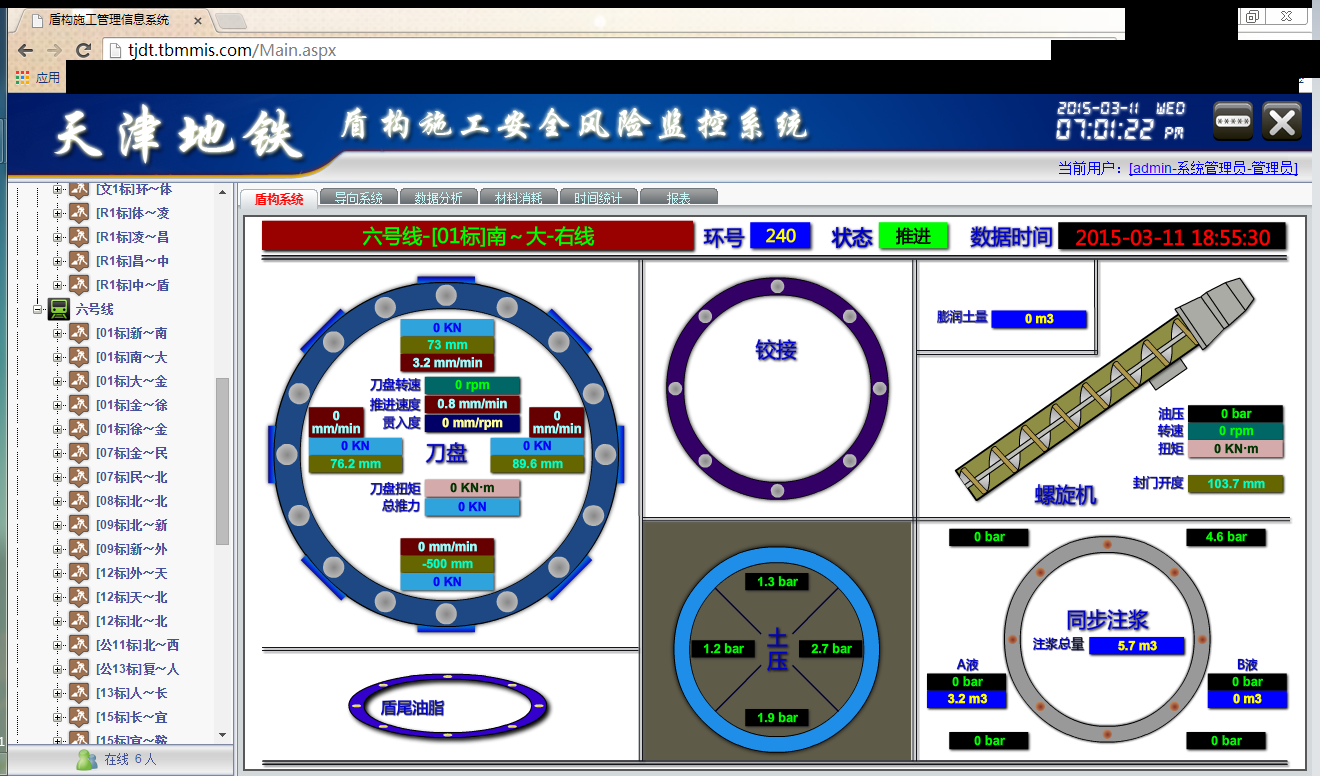 盾构施工管理信息系统
tjdt.tbmmis.com/Main.aspx
应用
天津地铁
盾构施工安全风险监控系统
2015-03-11 WED
07:01:22 PM
当前用户：[admin-系统管理员-管理员]
[文1标]环～体
[R1标]体～凌
[R1标]凌～昌
[R1标]昌～中
[R1标]中～盾
六号线
[01标]新～南
[01标]南～大
[01标]大～金
[01标]金～徐
[01标]徐～金
[07标]金～民
[07标]民～北
[08标]北～北
[09标]北～新
[09标]新～外
[12标]外～天
[12标]天～北
[12标]北～北
[公11标]北～西
[公13标]复～人
[13标]人～长
[15标]长～宜
[15标]宜～鞍
在线 6 人
盾构系统 导向系统 数据分析 材料消耗 时间统计 报表
六号线-[01标]南～大-右线 环号 240 状态 推进 数据时间 2015-03-11 18:55:30
0 KN
73 mm
3.2 mm/min
刀盘转速 0 rpm
推进速度 0.8 mm/min
贯入度 0 mm/rpm
0 mm/min
0 KN
76.2 mm
刀盘
0 mm/min
0 KN
89.6 mm
刀盘扭矩 0 KN·m
总推力 0 KN
0 mm/min
-500 mm
0 KN
盾尾油脂
铰接
1.3 bar
1.2 bar
土压
2.7 bar
1.9 bar
膨润土量 0 m3
油压 0 bar
转速 0 rpm
扭矩 0 KN·m
封门开度 103.7 mm
螺旋机
0 bar
4.6 bar
同步注浆
注浆总量 5.7 m3
A液
0 bar
3.2 m3
B液
0 bar
0 m3
0 bar
0 bar